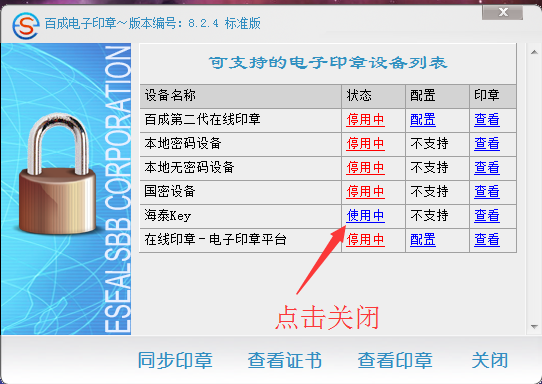 百成电子印章~版本编号: 8.2.4 标准版
可支持的电子印章设备列表
设备名称 状态 配置 印章
百成第二代在线印章 停用中 配置 查看
本地密码设备 停用中 不支持 查看
本地无密码设备 停用中 不支持 查看
国密设备 停用中 不支持 查看
海泰Key 使用中 不支持 查看
在线印章-电子印章平台 停用中 配置 查看
点击关闭
ESEALSBB CORPORATION
同步印章 查看证书 查看印章 关闭